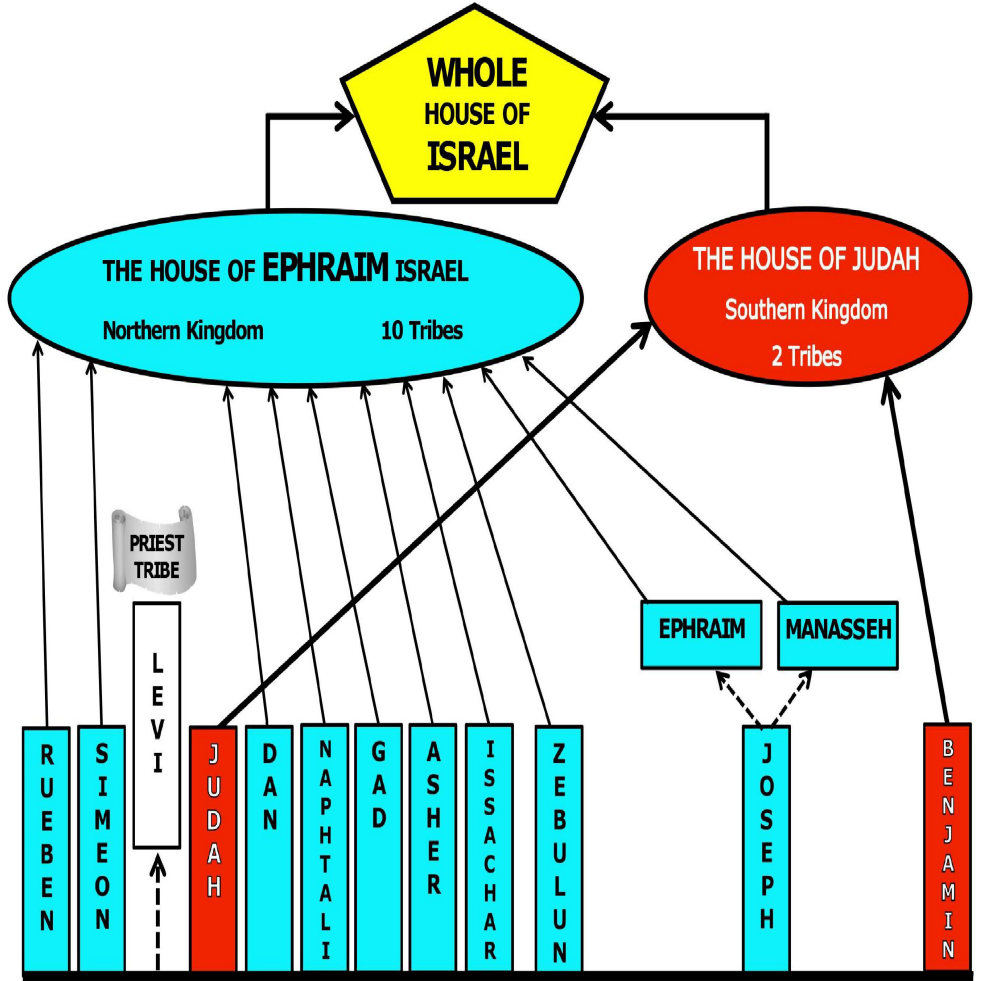 WHOLE
HOUSE OF
ISRAEL
THE HOUSE OF EPHRAIM ISRAEL
Northern Kingdom 10 Tribes
THE HOUSE OF JUDAH
Southern Kingdom
2 Tribes
PRIEST
TRIBE
EPHRAIM
MANASSEH
RUEBEN
SIMEON
LEVI
JUDAH
DAN
NAPHTALI
GAD
ASHER
ISSACHAR
ZEBULUN
JOSEPH
BENJAMIN